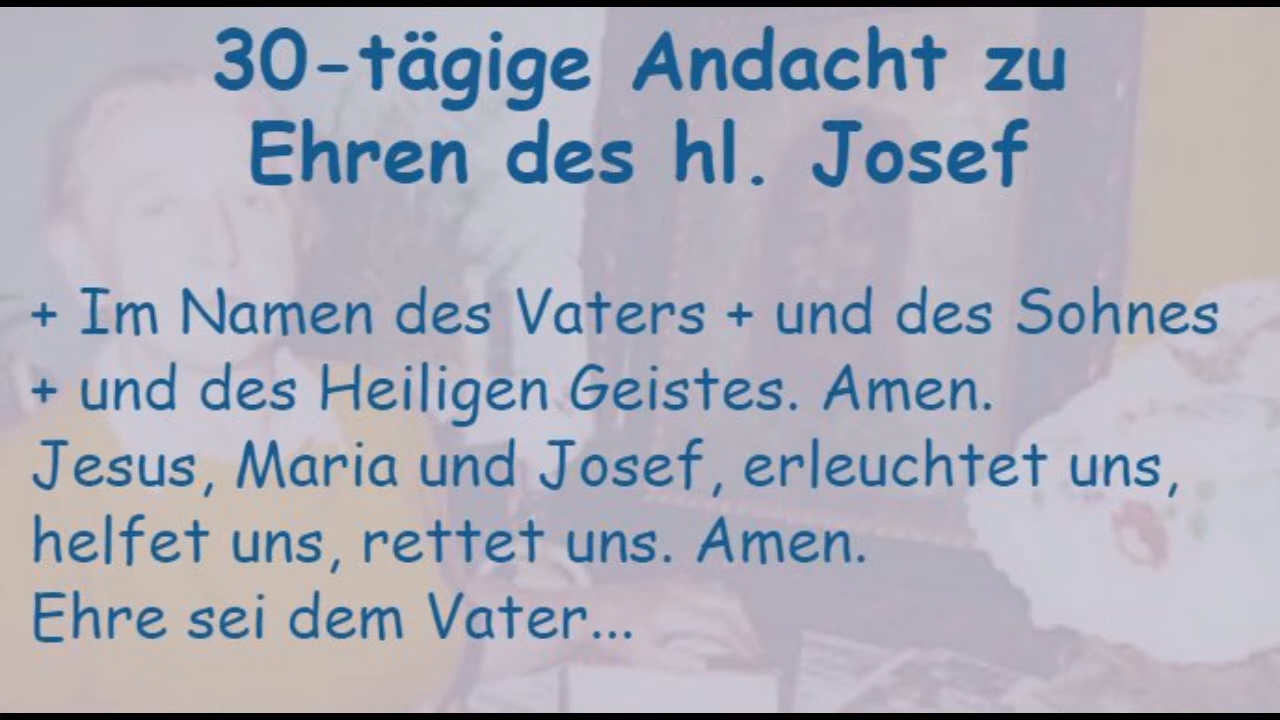 30-tägige Andacht zu
Ehren des hl. Josef
+ Im Namen des Vaters + und des Sohnes
+ und des Heiligen Geistes. Amen.
Jesus, Maria und Josef, erleuchtet uns,
helfet uns, rettet uns. Amen.
Ehre sei dem Vater...